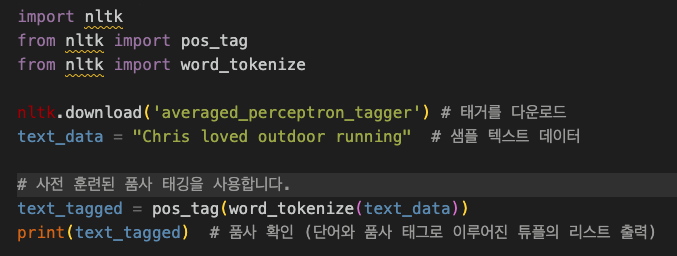 import nltk
from nltk import pos_tag
from nltk import word_tokenize
nltk.download('averaged_perceptron_tagger') # 태거를 다운로드
text_data = "Chris loved outdoor running"  # 샘플 텍스트 데이터
# 사전 훈련된 품사 태깅을 사용합니다.
text_tagged = pos_tag(word_tokenize(text_data))
print(text_tagged)  # 품사 확인 (단어와 품사 태그로 이루어진 튜플의 리스트 출력)